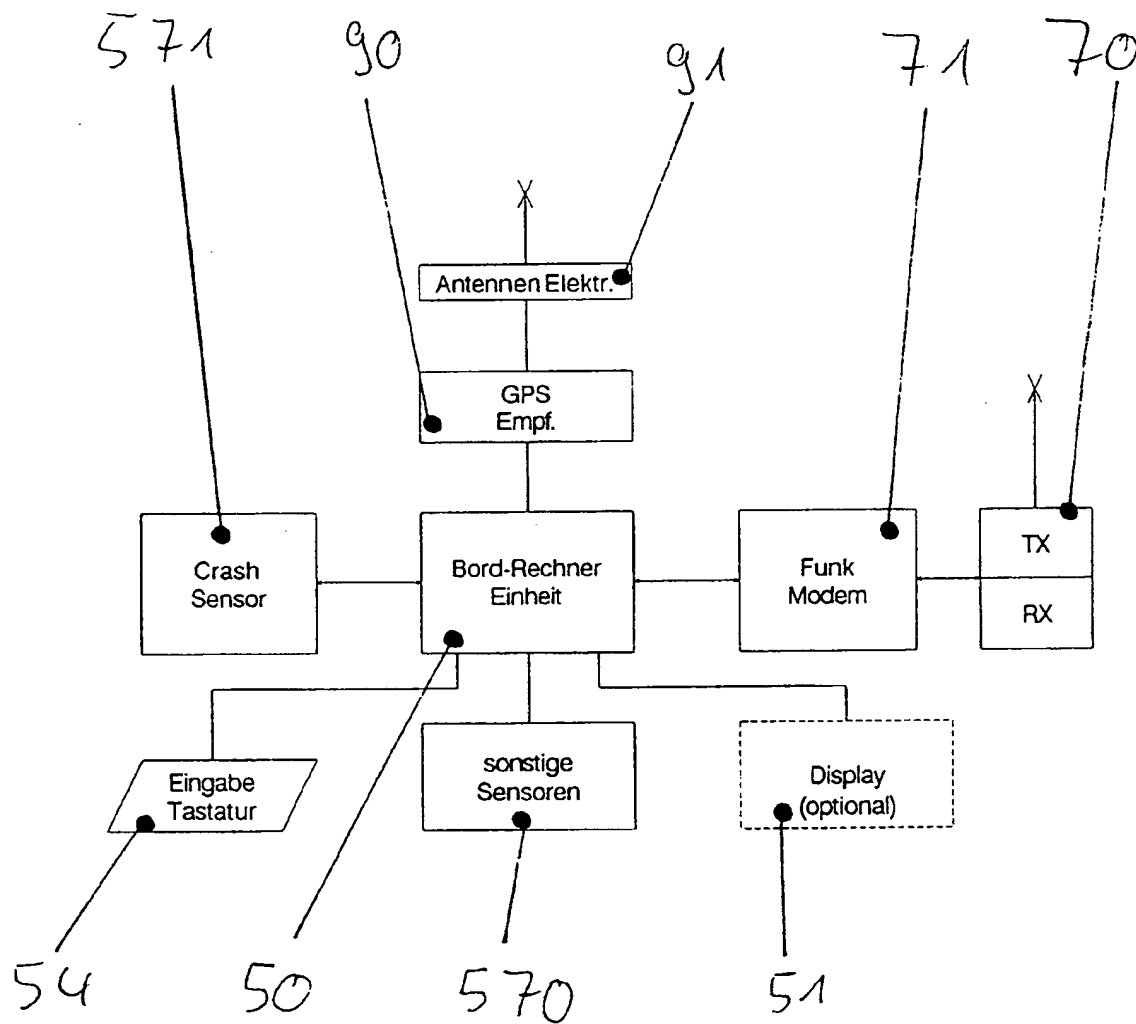 571
90
91
71
70
Antennen Elektr.
GPS
Empf.
Crash
Sensor
Bord-Rechner
Einheit
Funk
Modem
TX
RX
Eingabe
Tastatur
sonstige
Sensoren
Display
(optional)
54
50
570
51